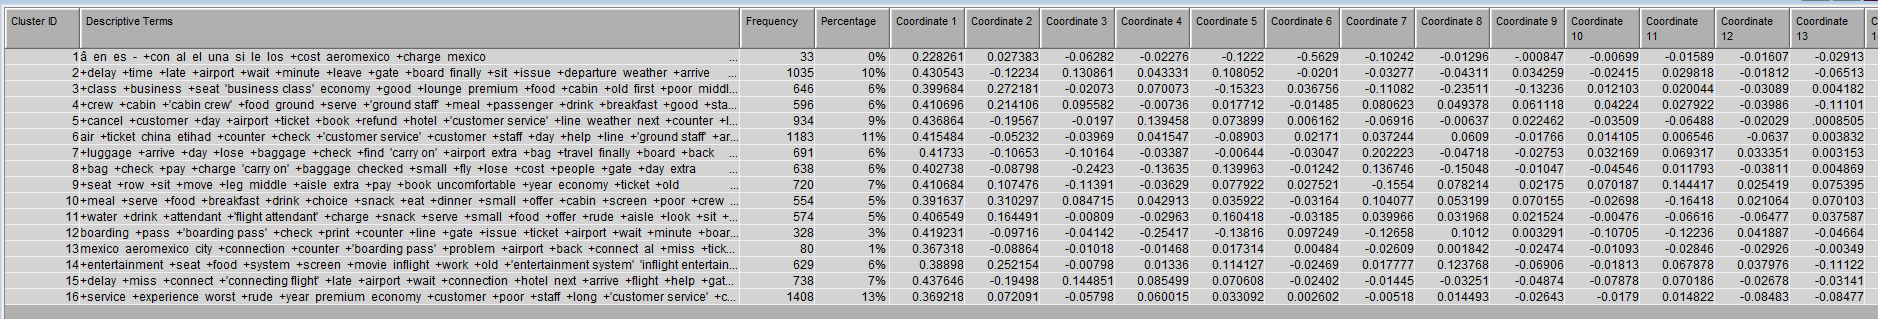 Cluster ID Descriptive Terms Frequency Percentage Coordinate 1 Coordinate 2 Coordinate 3 Coordinate 4 Coordinate 5 Coordinate 6 Coordinate 7 Coordinate 8 Coordinate 9 Coordinate 10 Coordinate 11 Coordinate 12 Coordinate 13
1 â en es - +con al el una si le los +cost aeromexico +charge mexico ... 33 0% 0.228261 0.027383 -0.06282 -0.02276 -0.1222 -0.5629 -0.10242 -0.01296 -.000847 -0.00699 -0.01589 -0.01607 -0.02913
2 +delay +time +late +airport +wait +minute +leave +gate +board finally +sit +issue +departure weather +arrive ... 1035 10% 0.430543 -0.12234 0.130861 0.043331 0.108052 -0.0201 -0.03277 -0.04311 0.034259 -0.02415 0.029818 -0.01812 -0.06513
3 +class +business +seat 'business class' economy +good +lounge premium +food +cabin +old first +poor middl... 646 6% 0.399684 0.272181 -0.02073 0.070073 -0.15323 0.036756 -0.11082 -0.23511 -0.13236 0.012103 0.020044 -0.03089 0.004182
4 +crew +cabin +'cabin crew' +food ground +serve +'ground staff' +meal +passenger +drink +breakfast +good +sta... 596 6% 0.410696 0.214106 0.095582 -0.00736 0.017712 -0.01485 0.080623 0.049378 0.061118 0.04224 0.027922 -0.03986 -0.11101
5 +cancel +customer +day +airport +ticket +book +refund +hotel +'customer service' +line weather next +counter +l... 934 9% 0.436864 -0.19567 -0.0197 0.139458 0.073899 0.006162 -0.06916 -0.00637 0.022462 -0.03509 -0.06488 -0.02029 .0008505
6 air +ticket china etihad +counter +check +'customer service' +customer +staff +day +help +line +'ground staff' +ar... 1183 11% 0.415484 -0.05232 -0.03969 0.041547 -0.08903 0.02171 0.037244 0.0609 -0.01766 0.014105 0.006546 -0.0637 0.003832
7 +luggage +arrive +day +lose +baggage +check +find 'carry on' +airport extra +bag +travel finally +board +back ... 691 6% 0.41733 -0.10653 -0.10164 -0.03387 -0.00644 -0.03047 0.202223 -0.04718 -0.02753 0.032169 0.069317 0.033351 0.003153
8 +bag +check +pay +charge 'carry on' +baggage checked +small +fly +lose +cost +people +gate +day extra ... 638 6% 0.402738 -0.08798 -0.2423 -0.13635 0.139963 -0.01242 0.136746 -0.15048 -0.01047 -0.04546 0.011793 -0.03811 0.004869
9 +seat +row +sit +move +leg middle +aisle extra +pay +book uncomfortable +year economy +ticket +old ... 720 7% 0.410684 0.107476 -0.11391 -0.03629 0.077922 0.027521 -0.1554 0.078214 0.02175 0.070187 0.144417 0.025419 0.075395
10 +meal +serve +food +breakfast +drink +choice +snack +eat +dinner +small +offer +cabin +screen +poor +crew ... 554 5% 0.391637 0.310297 0.084715 0.042913 0.035922 -0.03164 0.104077 0.053199 0.070155 -0.02698 -0.16418 0.021064 0.070103
11 +water +drink +attendant +'flight attendant' +charge +snack +serve +small +food +offer +rude +aisle +look +sit +... 574 5% 0.406549 0.164491 -0.00809 -0.02963 0.160418 -0.03185 0.039966 0.031968 0.021524 -0.00476 -0.06616 -0.06477 0.037587
12 boarding +pass +'boarding pass' +check +print +counter +line +gate +issue +ticket +airport +wait +minute +boar... 328 3% 0.419231 -0.09716 -0.04142 -0.25417 -0.13816 0.097249 -0.12658 0.1012 0.003291 -0.10705 -0.12236 0.041887 -0.04664
13 mexico aeromexico city +connection +counter +'boarding pass' +problem +airport +back +connect al +miss +tick... 80 1% 0.367318 -0.08864 -0.01018 -0.01468 0.017314 0.00484 -0.02609 0.001842 -0.02474 -0.01093 -0.02846 -0.02926 -0.00349
14 +entertainment +seat +food +system +screen +movie inflight +work +old +'entertainment system' 'inflight entertain... 629 6% 0.38898 0.252154 -0.00798 0.01336 0.114127 -0.02469 0.017777 0.123768 -0.06906 -0.01813 0.067878 0.037976 -0.11122
15 +delay +miss +connect +'connecting flight' +late +airport +wait +connection +hotel next +arrive +flight +help +gat... 738 7% 0.437646 -0.19498 0.144851 0.085499 0.070608 -0.02402 -0.01445 -0.03251 -0.04874 -0.07878 0.070186 -0.02678 -0.03141
16 +service +experience worst +rude +year premium economy +customer +poor +staff +long +'customer service' +c... 1408 13% 0.369218 0.072091 -0.05798 0.060015 0.033092 0.002602 -0.00518 0.014493 -0.02643 -0.0179 0.014822 -0.08483 -0.08477